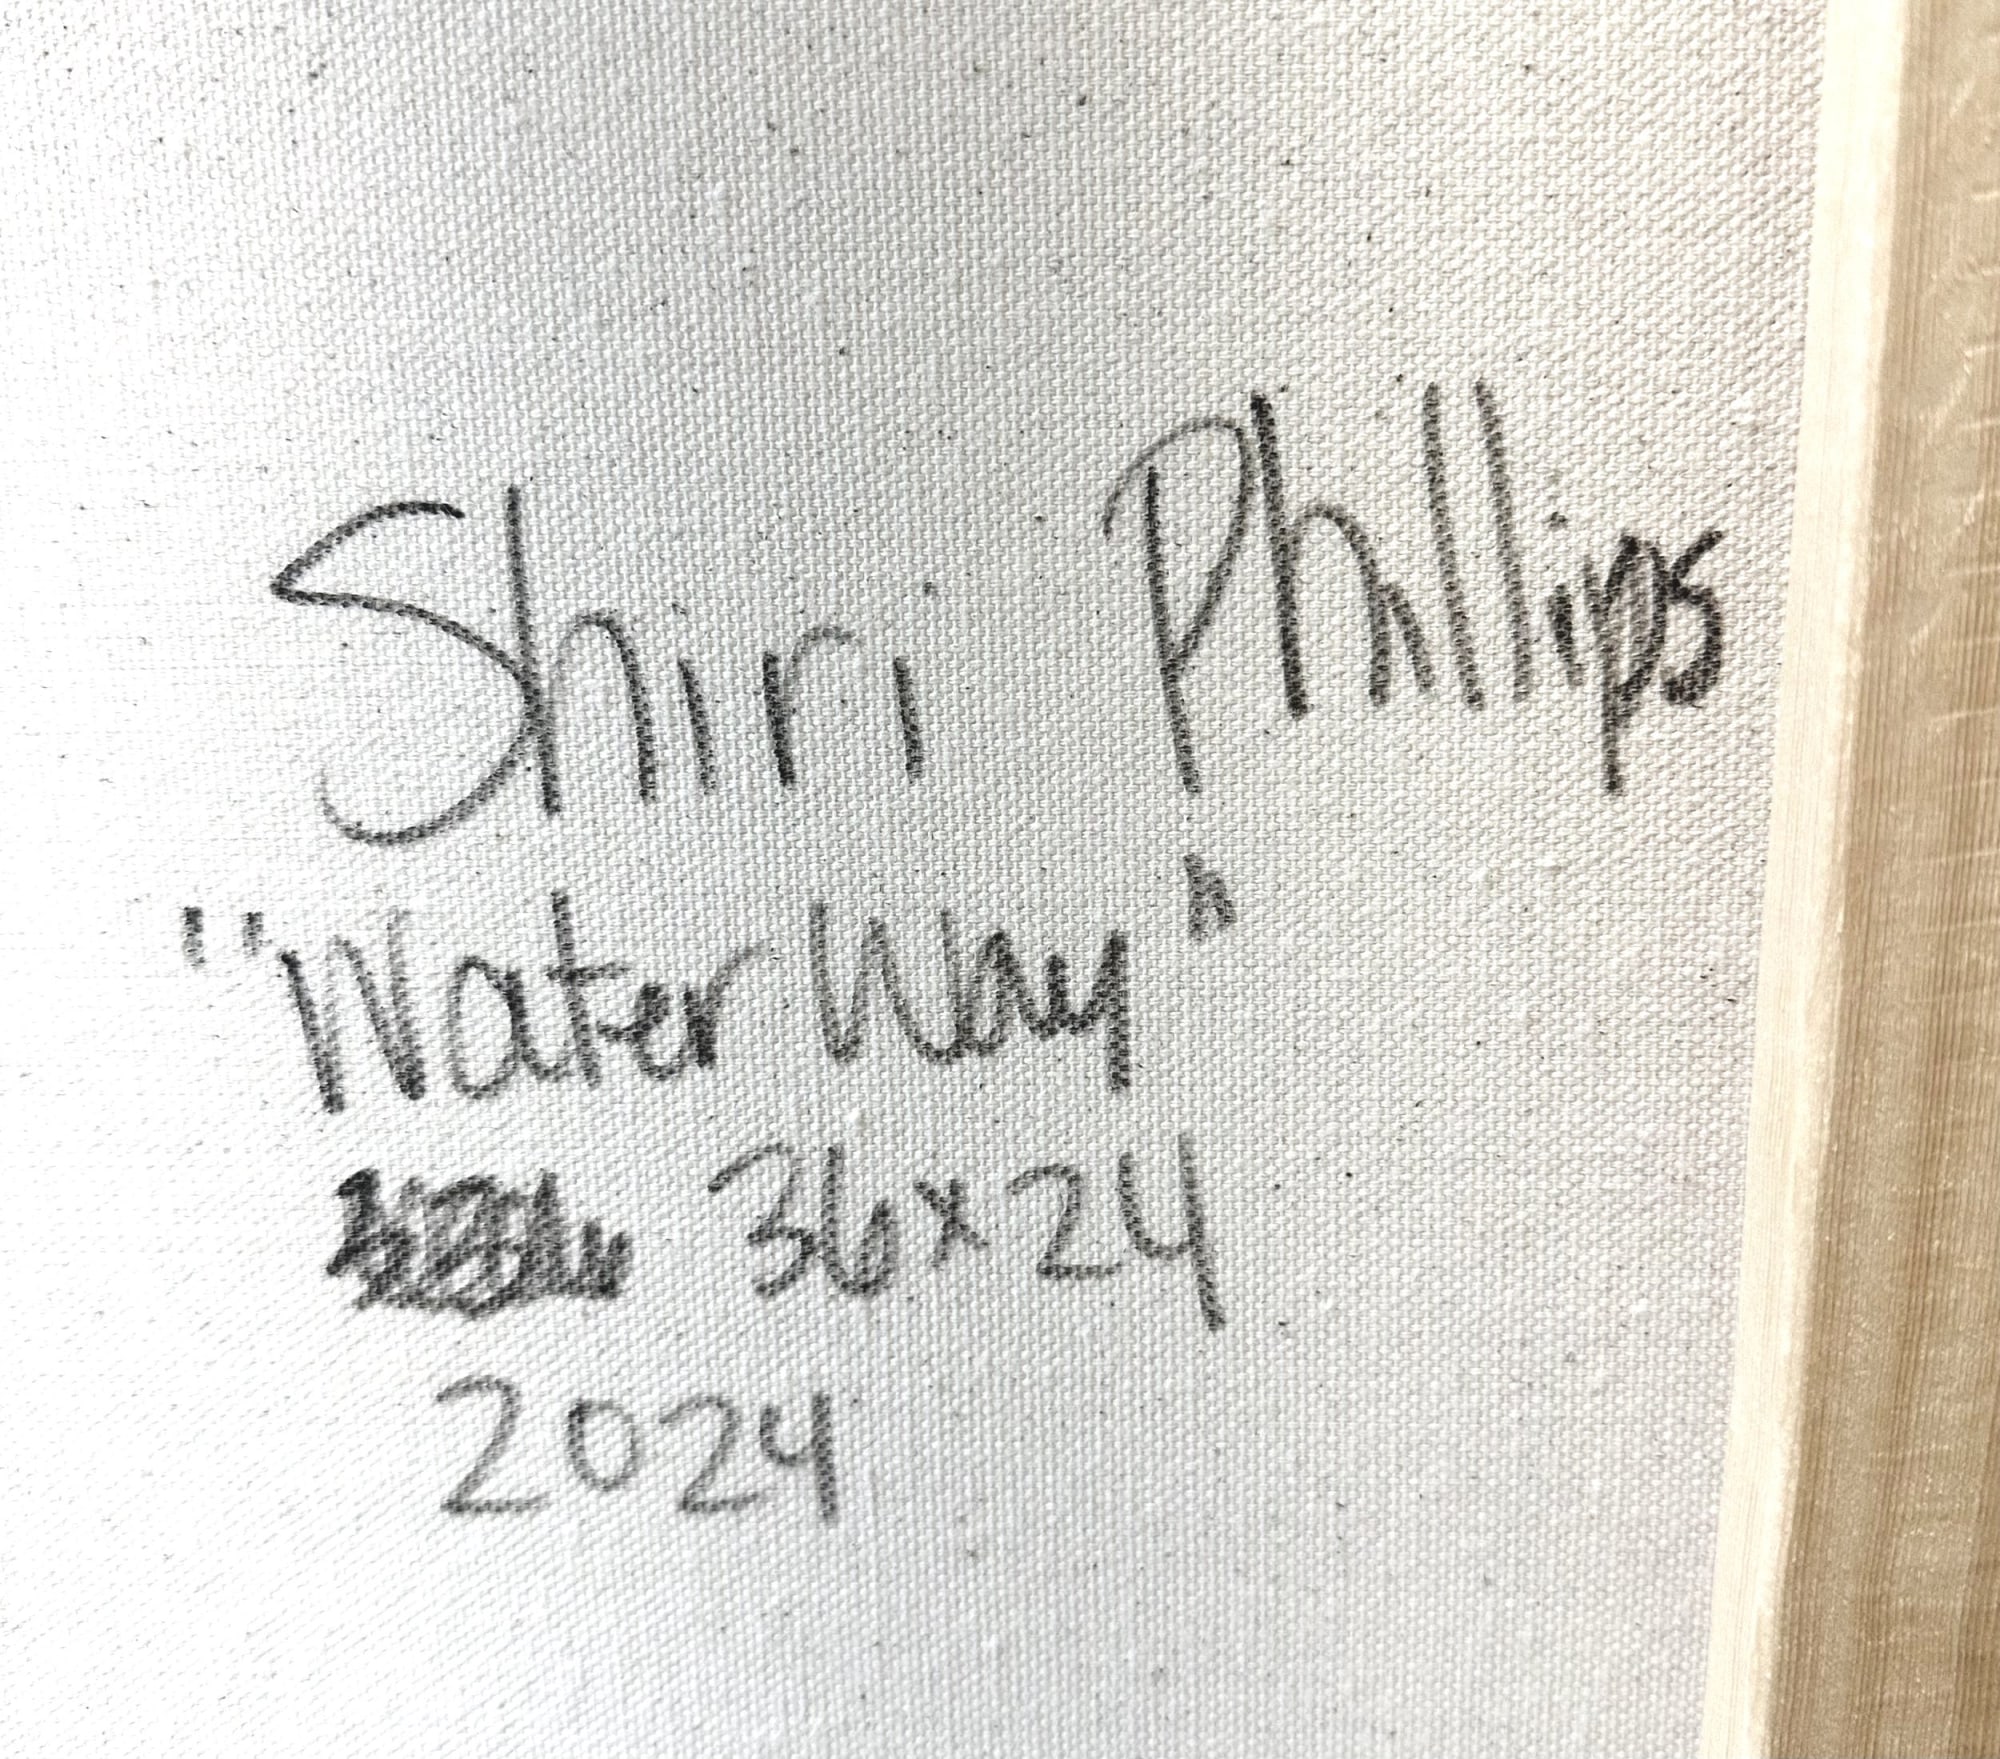 Shiri Phillips
"Water Way"
36x24
2024